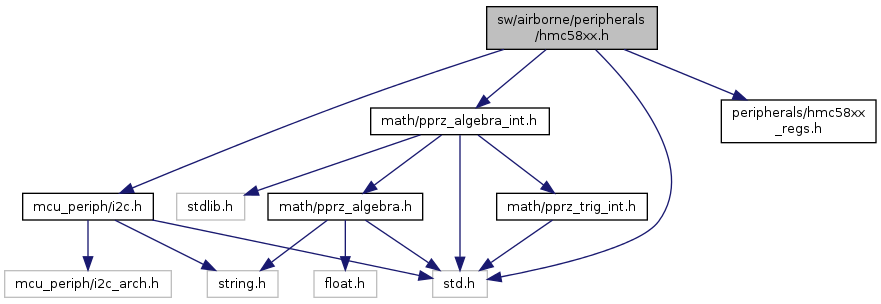 sw/airborne/peripherals
/hmc58xx.h
math/pprz_algebra_int.h
peripherals/hmc58xx
_regs.h
mcu_periph/i2c.h
stdlib.h
math/pprz_algebra.h
math/pprz_trig_int.h
mcu_periph/i2c_arch.h
string.h
float.h
std.h